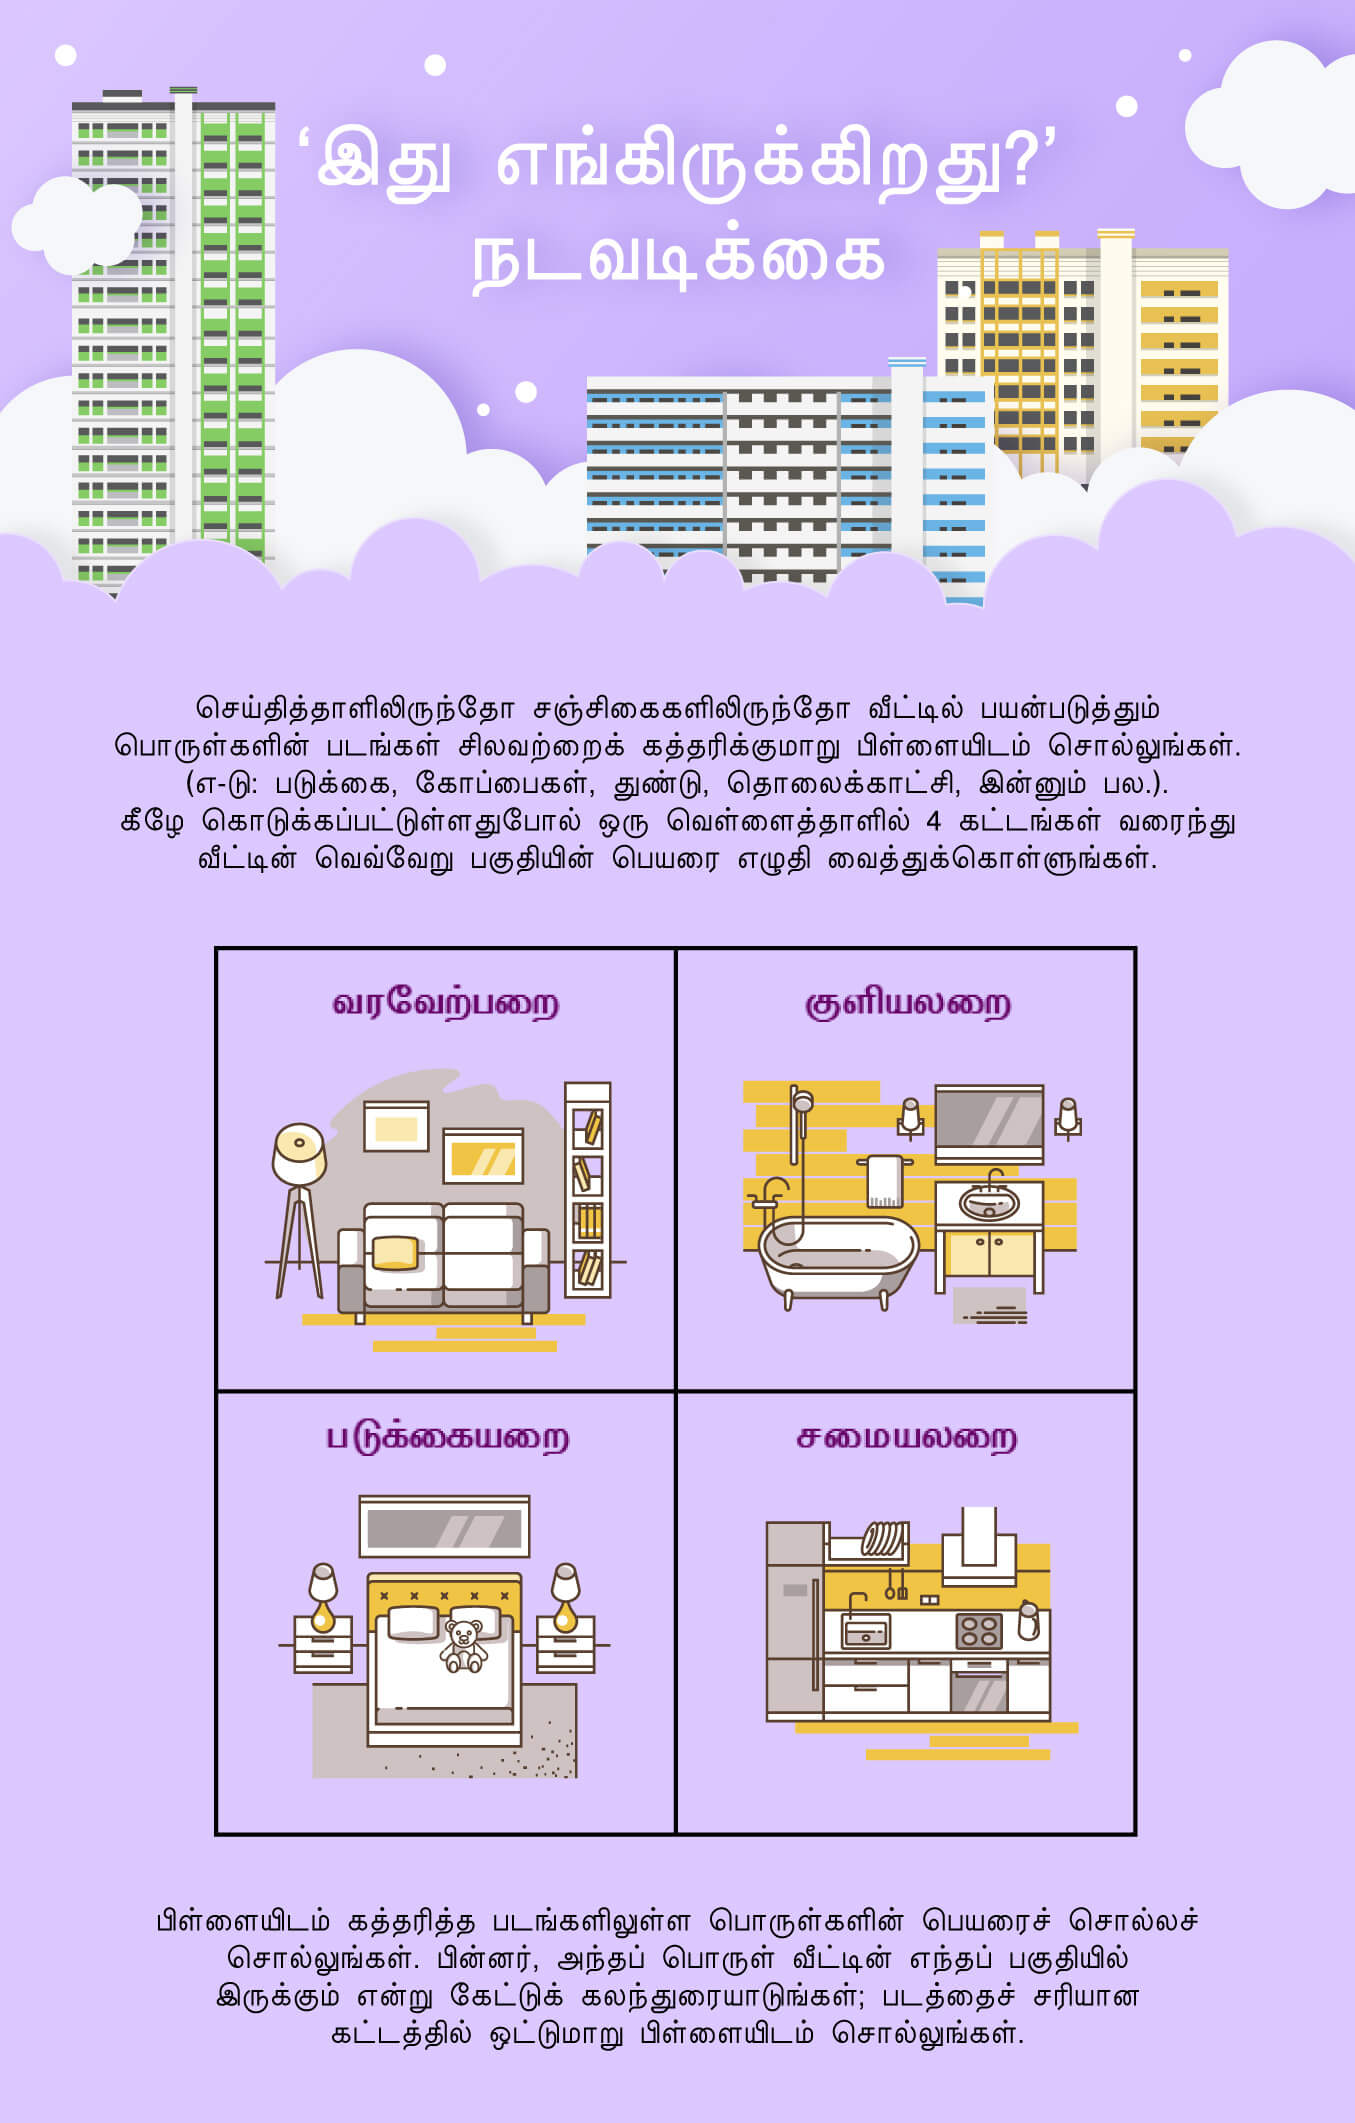 ‘இது எங்கிருக்கிறது?’
நடவடிக்கை
செய்தித்தாளிலிருந்தோ சஞ்சிகைகளிலிருந்தோ வீட்டில் பயன்படுத்தும்
பொருள்களின் படங்கள் சிலவற்றைக் கத்தரிக்குமாறு பிள்ளையிடம் சொல்லுங்கள்.
(எ-டு: படுக்கை, கோப்பைகள், துண்டு, தொலைக்காட்சி, இன்னும் பல.).
கீழே கொடுக்கப்பட்டுள்ளதுபோல் ஒரு வெள்ளைத்தாளில் 4 கட்டங்கள் வரைந்து
வீட்டின் வெவ்வேறு பகுதியின் பெயரை எழுதி வைத்துக்கொள்ளுங்கள்.
வரவேற்பறை
குளியலறை
படுக்கையறை
சமையலறை
பிள்ளையிடம் கத்தரித்த படங்களிலுள்ள பொருள்களின் பெயரைச் சொல்லச்
சொல்லுங்கள். பின்னர், அந்தப் பொருள் வீட்டின் எந்தப் பகுதியில்
இருக்கும் என்று கேட்டுக் கலந்துரையாடுங்கள்; படத்தைச் சரியான
கட்டத்தில் ஒட்டுமாறு பிள்ளையிடம் சொல்லுங்கள்.